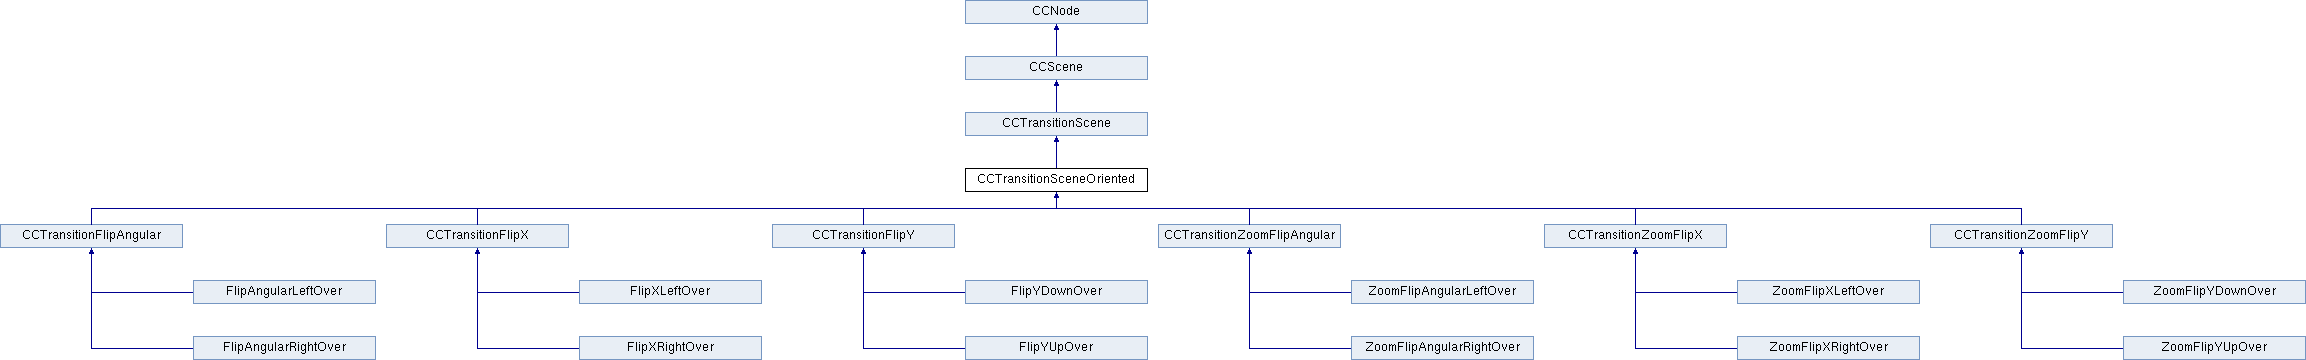 CCNode
CCScene
CCTransitionScene
CCTransitionSceneOriented
CCTransitionFlipAngular CCTransitionFlipX CCTransitionFlipY CCTransitionZoomFlipAngular CCTransitionZoomFlipX CCTransitionZoomFlipY
FlipAngularLeftOver FlipXLeftOver FlipYDownOver ZoomFlipAngularLeftOver ZoomFlipXLeftOver ZoomFlipYDownOver
FlipAngularRightOver FlipXRightOver FlipYUpOver ZoomFlipAngularRightOver ZoomFlipXRightOver ZoomFlipYUpOver